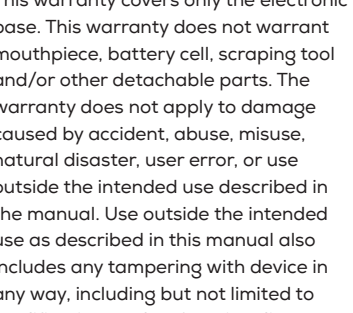 This warranty covers only the electronic
base. This warranty does not warrant
mouthpiece, battery cell, scraping tool
and/or other detachable parts. The
warranty does not apply to damage
caused by accident, abuse, misuse,
natural disaster, user error, or use
outside the intended use described in
the manual. Use outside the intended
use as described in this manual also
includes any tampering with device in
any way, including but not limited to